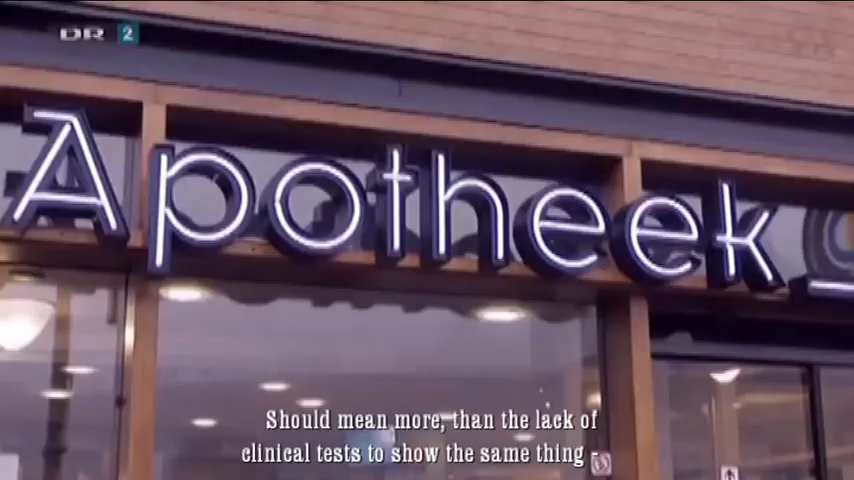 DR 2
Apotheek
Should mean more, than the lack of
clinical tests to show the same thing -